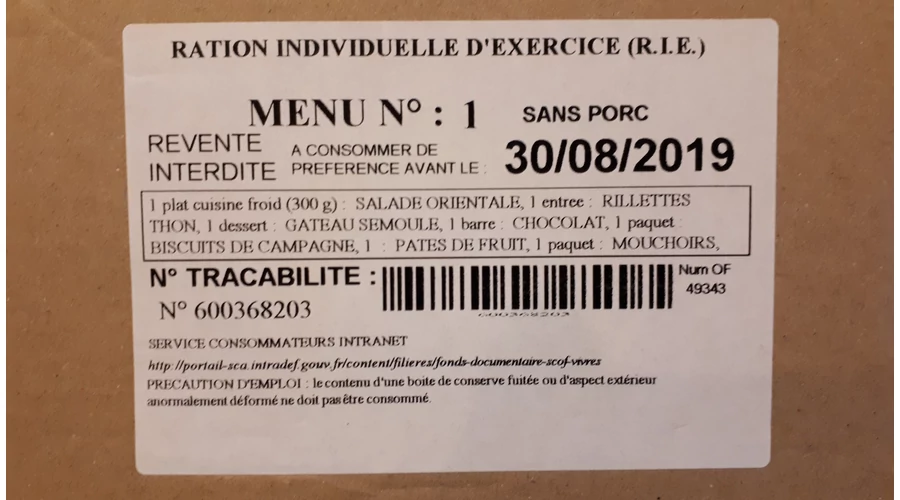 RATION INDIVIDUELLE D'EXERCICE (R.I.E.)
MENU N° : 1 SANS PORC
REVENTE
INTERDITE
A CONSOMMER DE
PREFERENCE AVANT LE :
30/08/2019
1 plat cuisine froid (300 g) : SALADE ORIENTALE, 1 entree : RILLETTES
THON, 1 dessert : GATEAU SEMOULE, 1 barre : CHOCOLAT, 1 paquet :
BISCUITS DE CAMPAGNE, 1 : PATES DE FRUIT, 1 paquet : MOUCHOIRS,
N° TRACABILITE :
N° 600368203
600368203
Num OF
49343
SERVICE CONSOMMATEURS INTRANET
http://portail-sca.intradef.gouv.fr/content/filieres/fonds-documentaire-scof-vivres
PRECAUTION D'EMPLOI : le contenu d'une boite de conserve fuitée ou d'aspect extérieur
anormalement déformé ne doit pas être consommé.